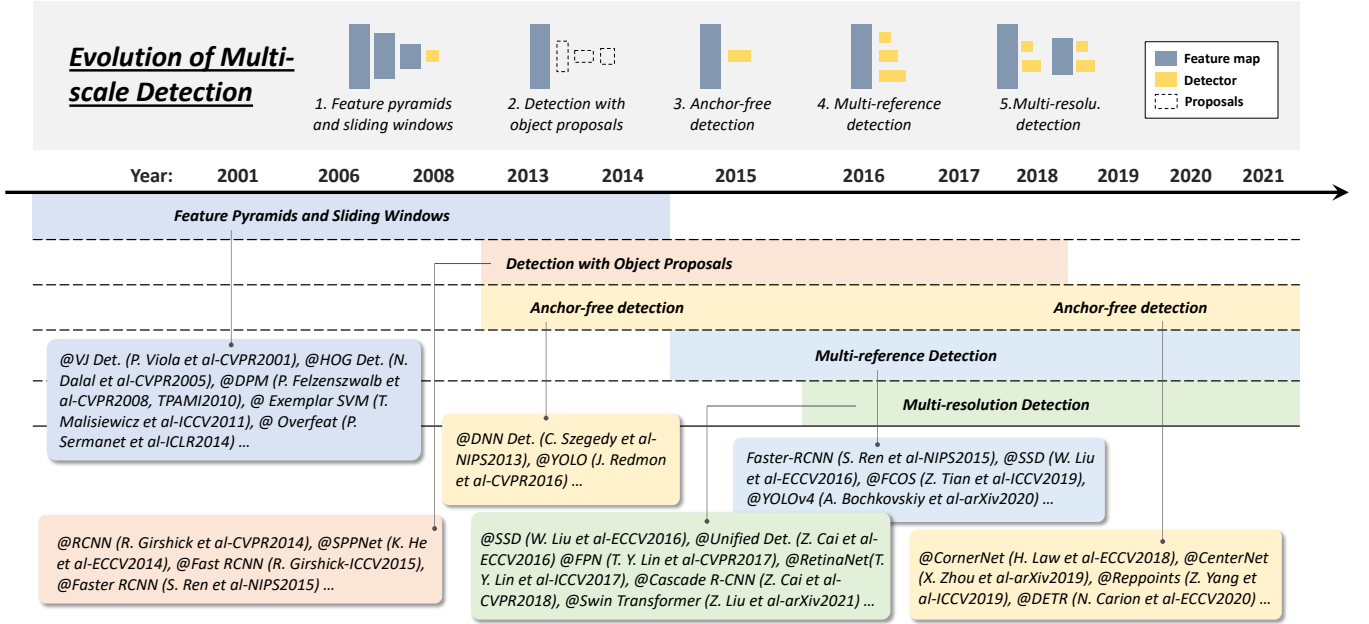 Evolution of Multi-
scale Detection
1. Feature pyramids
and sliding windows
2. Detection with
object proposals
3. Anchor-free
detection
4. Multi-reference
detection
5.Multi-resolu.
detection
Feature map
Detector
Proposals
Year: 2001 2006 2008 2013 2014 2015 2016 2017 2018 2019 2020 2021
Feature Pyramids and Sliding Windows
Detection with Object Proposals
Anchor-free detection Anchor-free detection
Multi-reference Detection
Multi-resolution Detection
@VJ Det. (P. Viola et al-CVPR2001), @HOG Det. (N.
Dalal et al-CVPR2005), @DPM (P. Felzenszwalb et
al-CVPR2008, TPAMI2010), @ Exemplar SVM (T.
Malisiewicz et al-ICCV2011), @ Overfeat (P.
Sermanet et al-ICLR2014) …
@DNN Det. (C. Szegedy et al-
NIPS2013), @YOLO (J. Redmon
et al-CVPR2016) …
Faster-RCNN (S. Ren et al-NIPS2015), @SSD (W. Liu
et al-ECCV2016), @FCOS (Z. Tian et al-ICCV2019),
@YOLOv4 (A. Bochkovskiy et al-arXiv2020) …
@RCNN (R. Girshick et al-CVPR2014), @SPPNet (K. He
et al-ECCV2014), @Fast RCNN (R. Girshick-ICCV2015),
@Faster RCNN (S. Ren et al-NIPS2015) …
@SSD (W. Liu et al-ECCV2016), @Unified Det. (Z. Cai et al-
ECCV2016) @FPN (T. Y. Lin et al-CVPR2017), @RetinaNet(T.
Y. Lin et al-ICCV2017), @Cascade R-CNN (Z. Cai et al-
CVPR2018), @Swin Transformer (Z. Liu et al-arXiv2021) …
@CornerNet (H. Law et al-ECCV2018), @CenterNet
(X. Zhou et al-arXiv2019), @Reppoints (Z. Yang et
al-ICCV2019), @DETR (N. Carion et al-ECCV2020) …